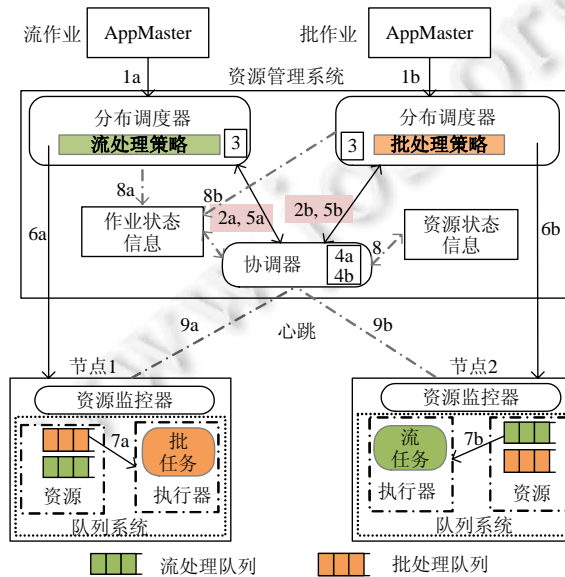 流作业
批作业
AppMaster
AppMaster
1a
资源管理系统
1b
分布调度器
分布调度器
流处理策略
3
3
批处理策略
8a
8b
6a
2a, 5a
2b, 5b
6b
作业状态
信息
8
资源状态
信息
协调器
4a
4b
9a
心跳
9b
节点1
节点2
资源监控器
资源监控器
7a
批
任务
流
任务
7b
资源
执行器
执行器
资源
队列系统
队列系统
流处理队列
批处理队列